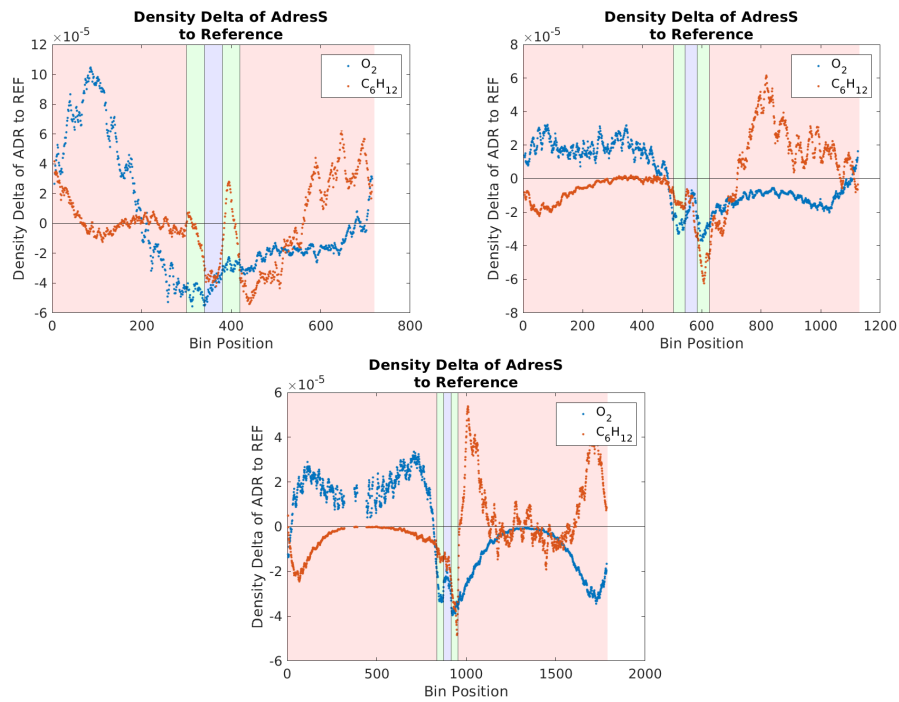 Density Delta of AdresS
to Reference
×10-5
12
10
8
6
4
2
0
-2
-4
-6
0
200
400
600
800
Density Delta of ADR to REF
Bin Position
O2
C6H12
Density Delta of AdresS
to Reference
×10-5
8
6
4
2
0
-2
-4
-6
-8
0
200
400
600
800
1000
1200
Density Delta of ADR to REF
Bin Position
O2
C6H12
Density Delta of AdresS
to Reference
×10-5
6
4
2
0
-2
-4
-6
0
500
1000
1500
2000
Density Delta of ADR to REF
Bin Position
O2
C6H12